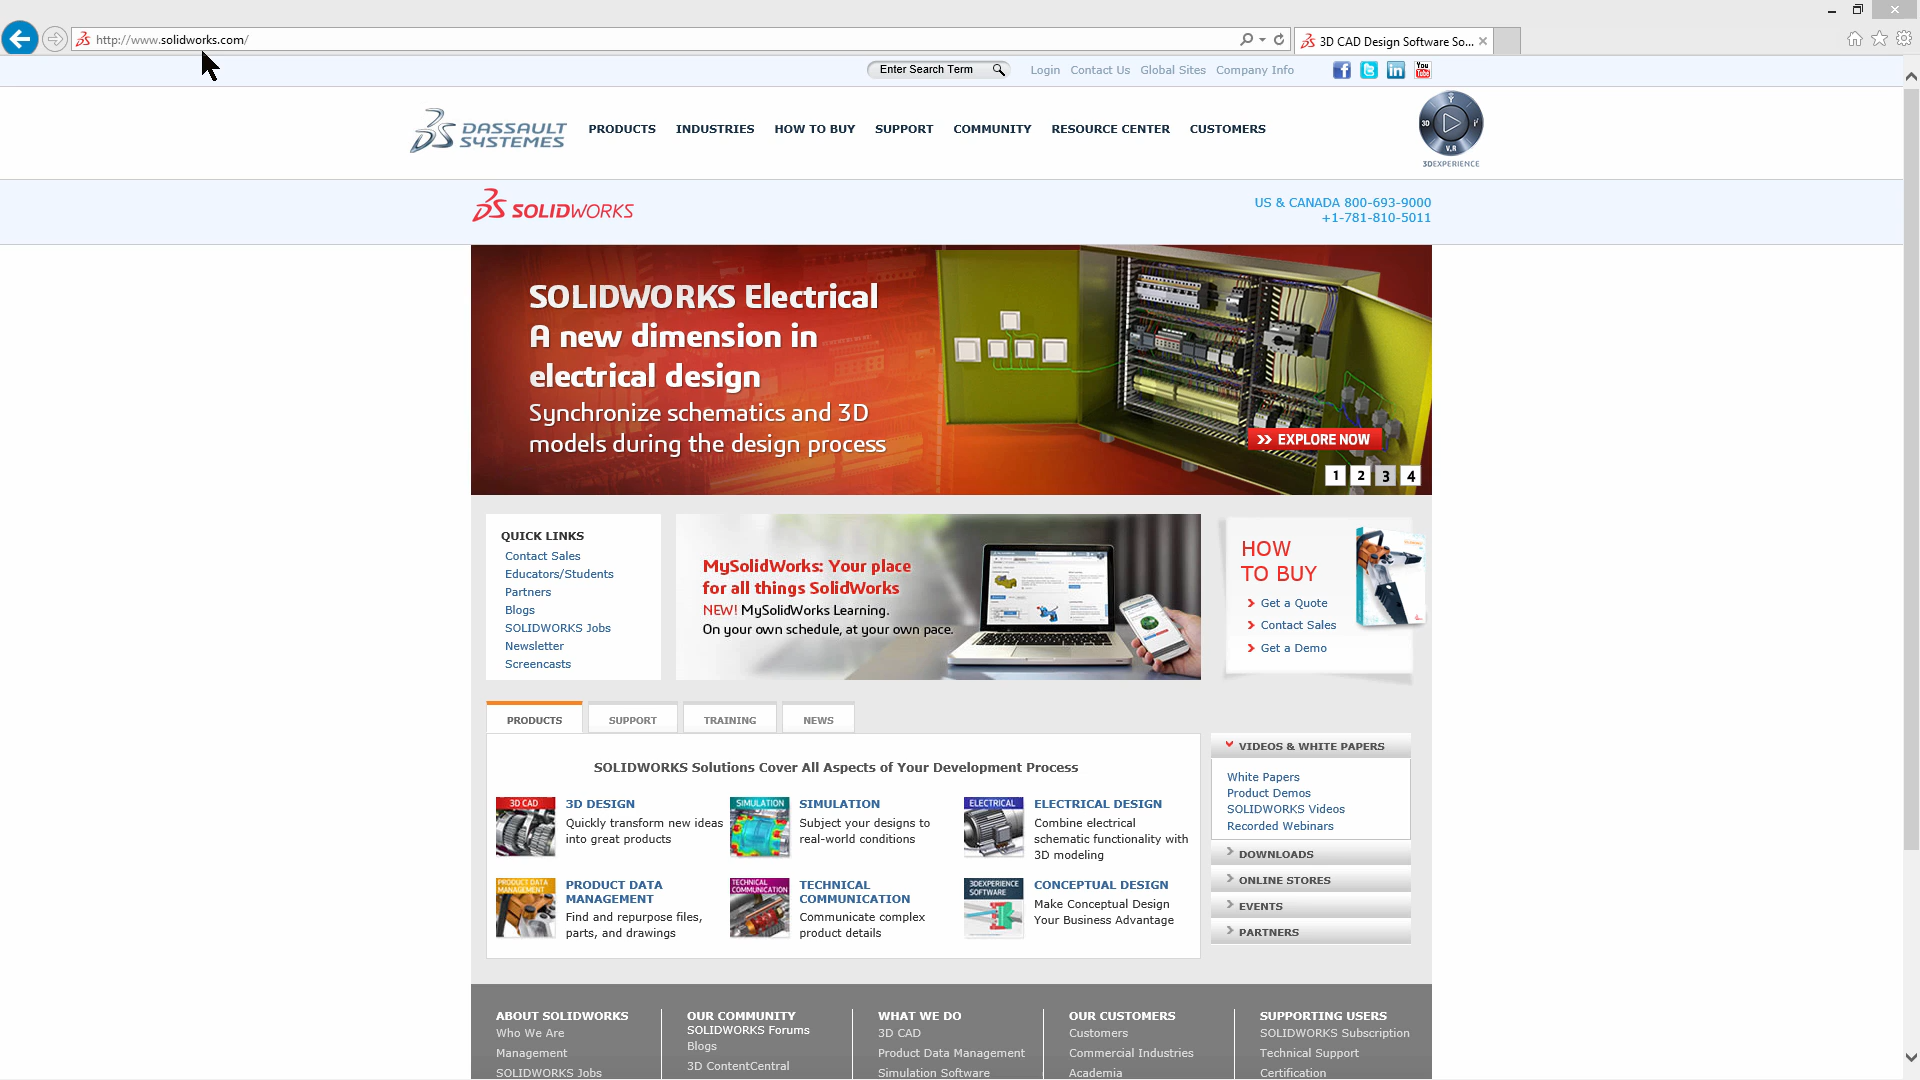 http://www.solidworks.com/
3D CAD Design Software So...
Enter Search Term
Login Contact Us Global Sites Company Info
You Tube
DASSAULT SYSTEMES
PRODUCTS INDUSTRIES HOW TO BUY SUPPORT COMMUNITY RESOURCE CENTER CUSTOMERS
3D
V,R
3DEXPERIENCE
SOLIDWORKS
US & CANADA 800-693-9000
+1-781-810-5011
SOLIDWORKS Electrical
A new dimension in
electrical design
Synchronize schematics and 3D
models during the design process
EXPLORE NOW
1 2 3 4
QUICK LINKS
Contact Sales
Educators/Students
Partners
Blogs
SOLIDWORKS Jobs
Newsletter
Screencasts
MySolidWorks: Your place
for all things SolidWorks
NEW! MySolidWorks Learning.
On your own schedule, at your own pace.
HOW
TO BUY
Get a Quote
Contact Sales
Get a Demo
PRODUCTS SUPPORT TRAINING NEWS
SOLIDWORKS Solutions Cover All Aspects of Your Development Process
3D CAD
3D DESIGN
Quickly transform new ideas
into great products
SIMULATION
SIMULATION
Subject your designs to
real-world conditions
ELECTRICAL
ELECTRICAL DESIGN
Combine electrical
schematic functionality with
3D modeling
PRODUCT DATA
MANAGEMENT
PRODUCT DATA
MANAGEMENT
Find and repurpose files,
parts, and drawings
TECHNICAL
COMMUNICATION
TECHNICAL
COMMUNICATION
Communicate complex
product details
3DEXPERIENCE
SOFTWARE
CONCEPTUAL DESIGN
Make Conceptual Design
Your Business Advantage
VIDEOS & WHITE PAPERS
White Papers
Product Demos
SOLIDWORKS Videos
Recorded Webinars
DOWNLOADS
ONLINE STORES
EVENTS
PARTNERS
ABOUT SOLIDWORKS
Who We Are
Management
SOLIDWORKS Jobs
OUR COMMUNITY
SOLIDWORKS Forums
Blogs
3D ContentCentral
WHAT WE DO
3D CAD
Product Data Management
Simulation Software
OUR CUSTOMERS
Customers
Commercial Industries
Academia
SUPPORTING USERS
SOLIDWORKS Subscription
Technical Support
Certification